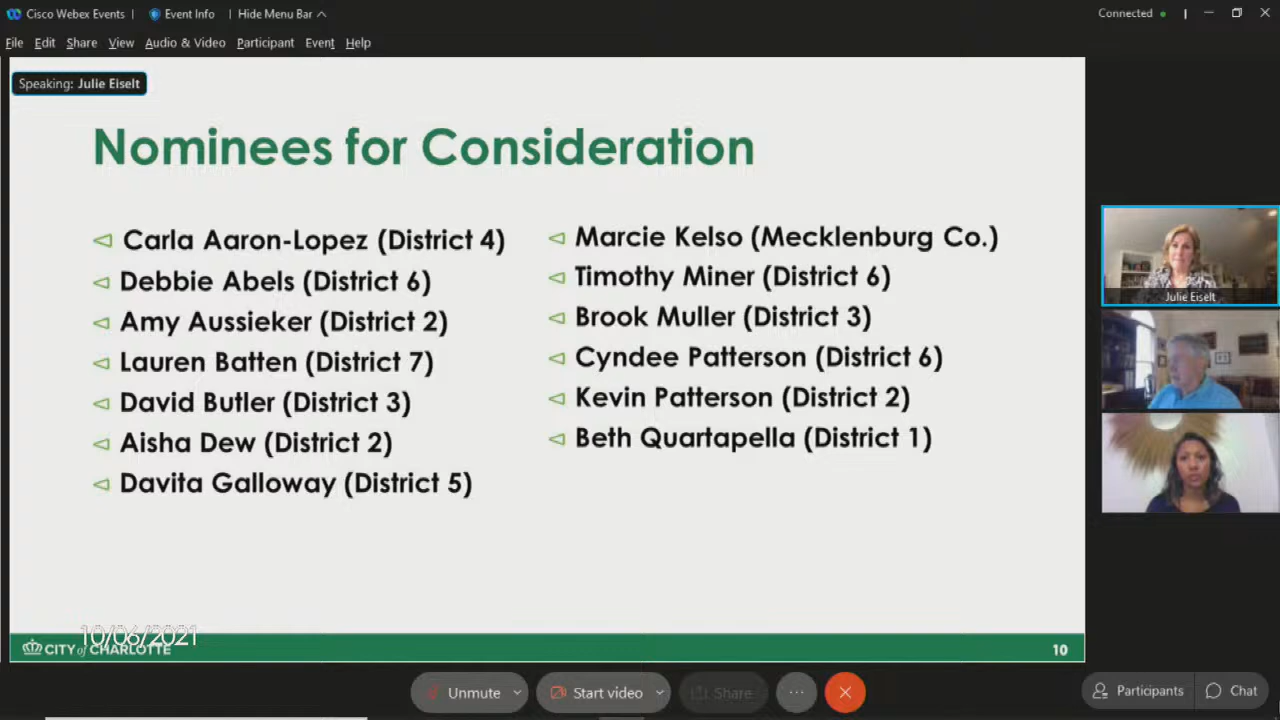 Cisco Webex Events | Event Info | Hide Menu Bar
Connected
File Edit Share View Audio & Video Participant Event Help
Speaking: Julie Eiselt
Nominees for Consideration
Carla Aaron-Lopez (District 4)
Debbie Abels (District 6)
Amy Aussieker (District 2)
Lauren Batten (District 7)
David Butler (District 3)
Aisha Dew (District 2)
Davita Galloway (District 5)
Marcie Kelso (Mecklenburg Co.)
Timothy Miner (District 6)
Brook Muller (District 3)
Cyndee Patterson (District 6)
Kevin Patterson (District 2)
Beth Quartapella (District 1)
Julie Eiselt
10/06/2021
CITY of CHARLOTTE
10
Unmute
Start video
Share
Participants
Chat